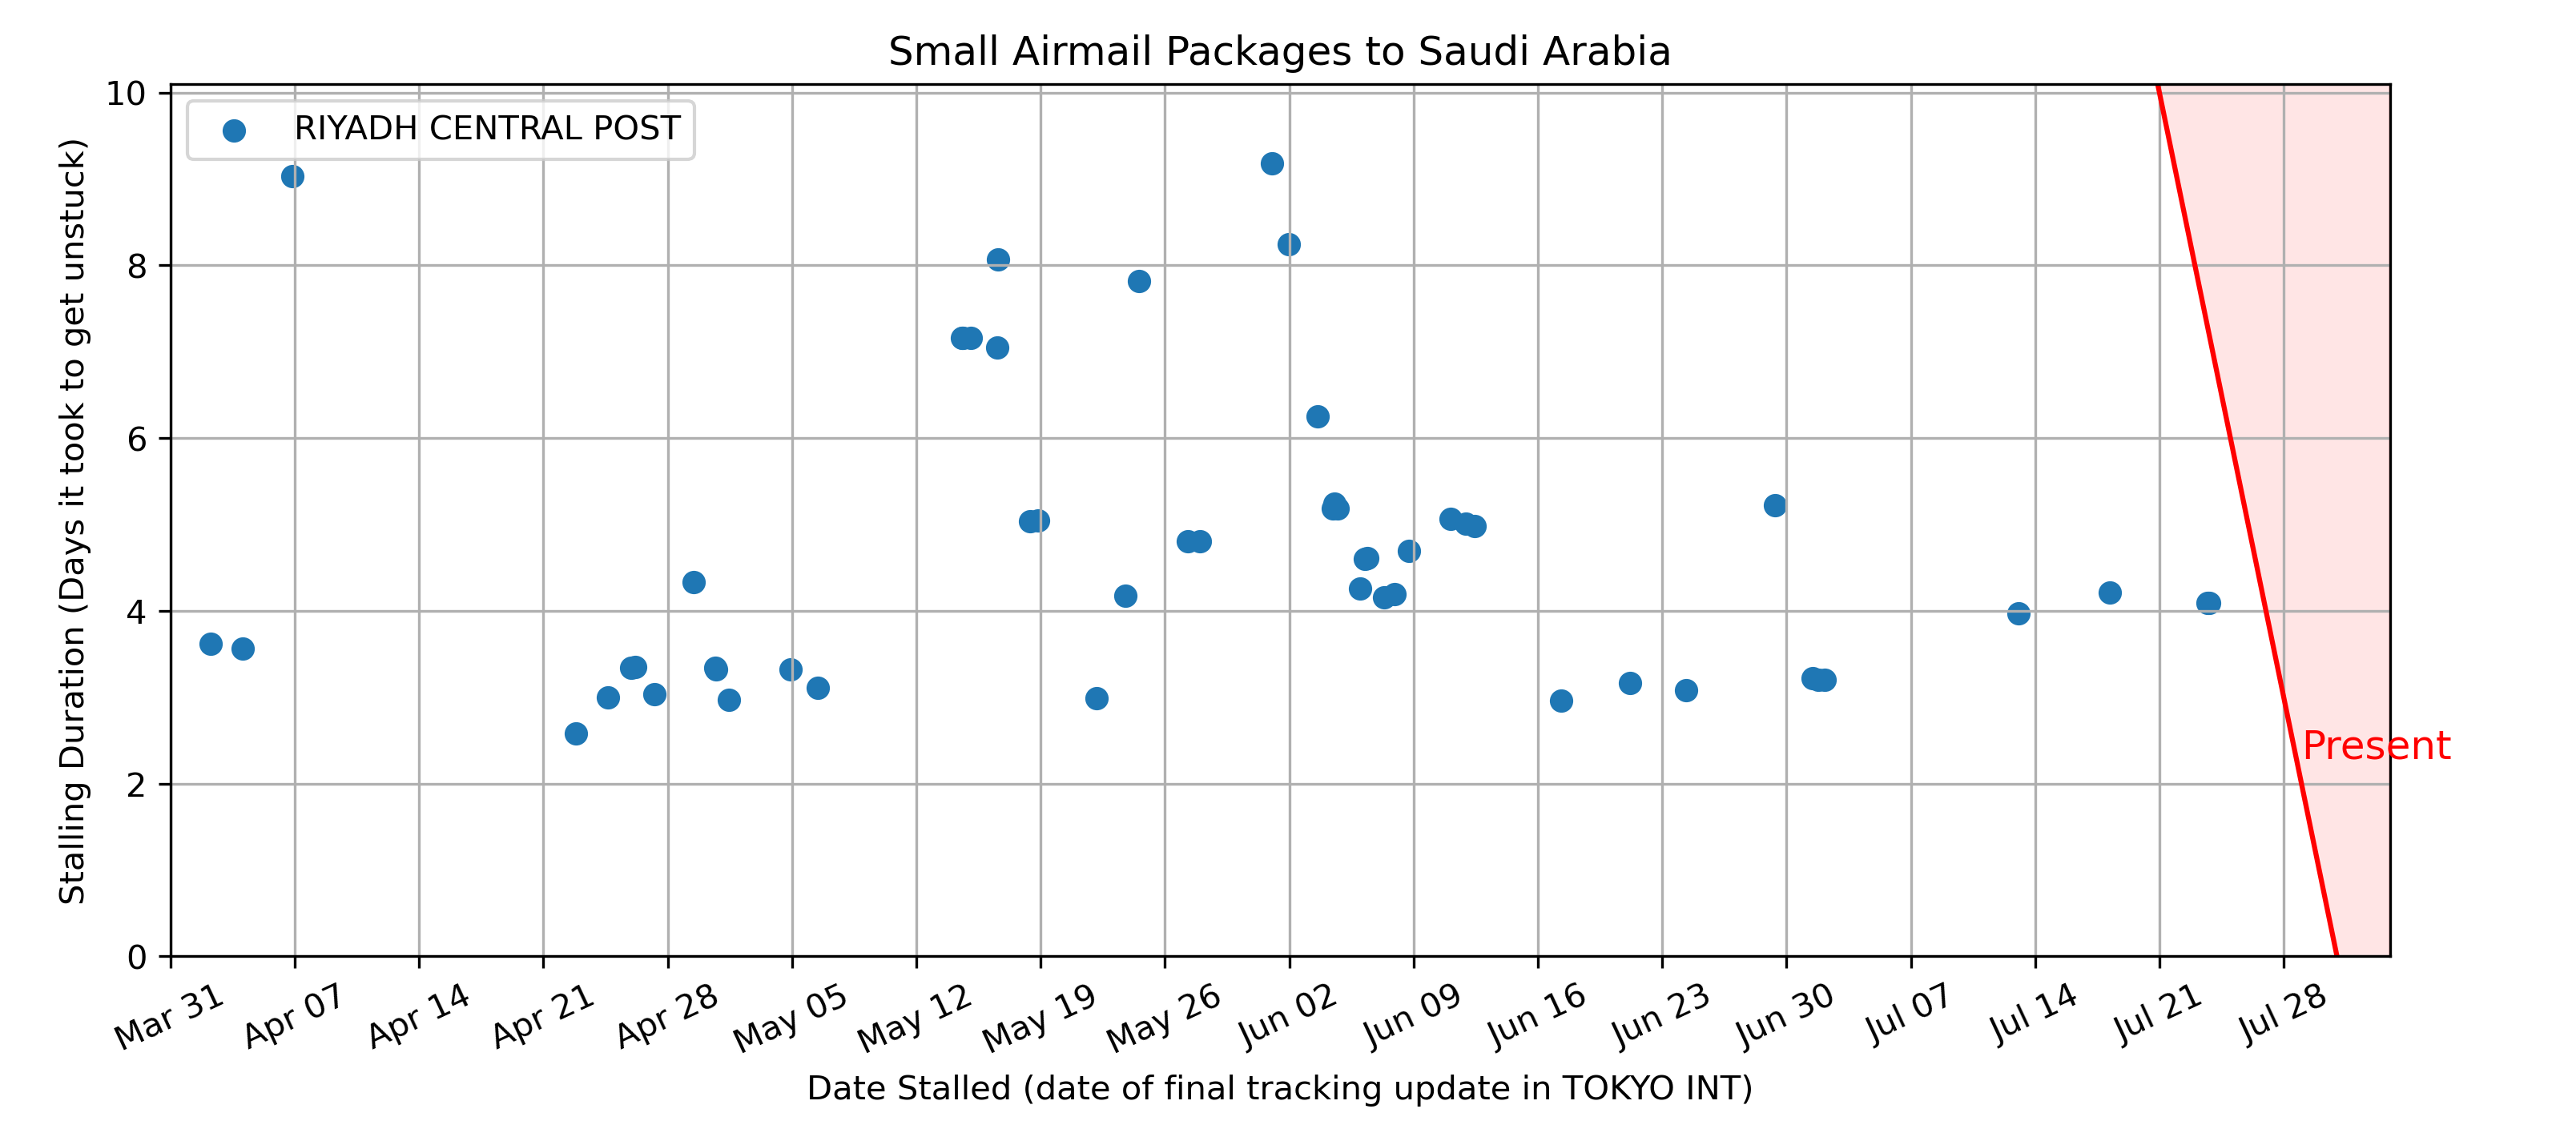 Small Airmail Packages to Saudi Arabia
RIYADH CENTRAL POST
Stalling Duration (Days it took to get unstuck)
10
8
6
4
2
0
Present
Mar 31
Apr 07
Apr 14
Apr 21
Apr 28
May 05
May 12
May 19
May 26
Jun 02
Jun 09
Jun 16
Jun 23
Jun 30
Jul 07
Jul 14
Jul 21
Jul 28
Date Stalled (date of final tracking update in TOKYO INT)